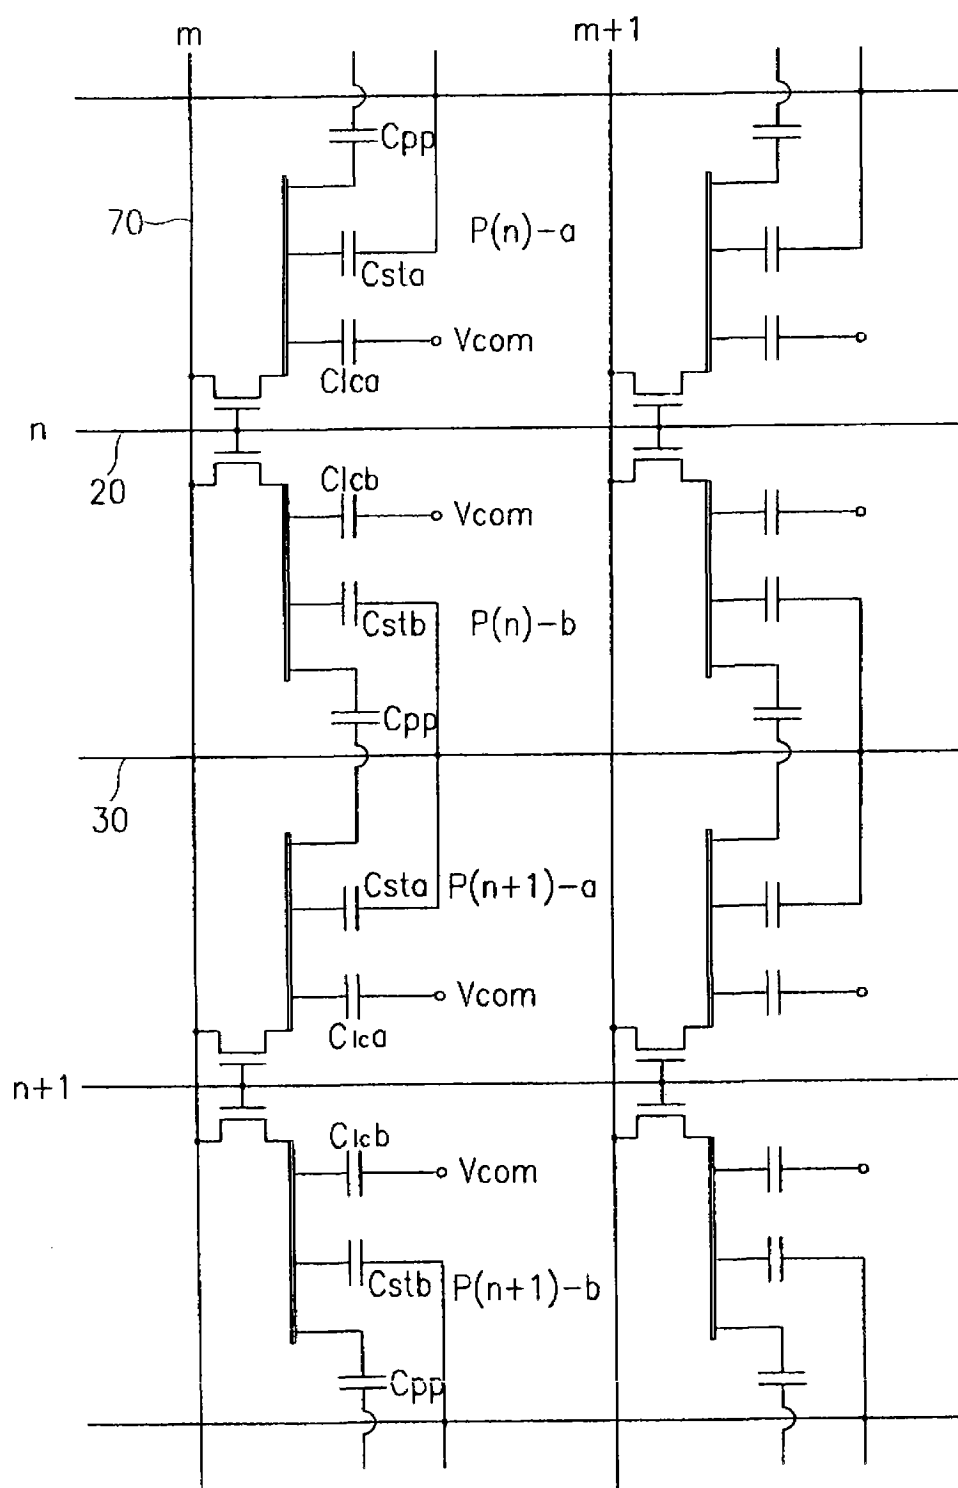 m
m+1
Cpp
70
P(n)-a
Csta
Vcom
Clca
n
20
Clcb
Vcom
Cstb
P(n)-b
Cpp
30
Csta
P(n+1)-a
Vcom
Clca
n+1
Clcb
Vcom
Cstb
P(n+1)-b
Cpp